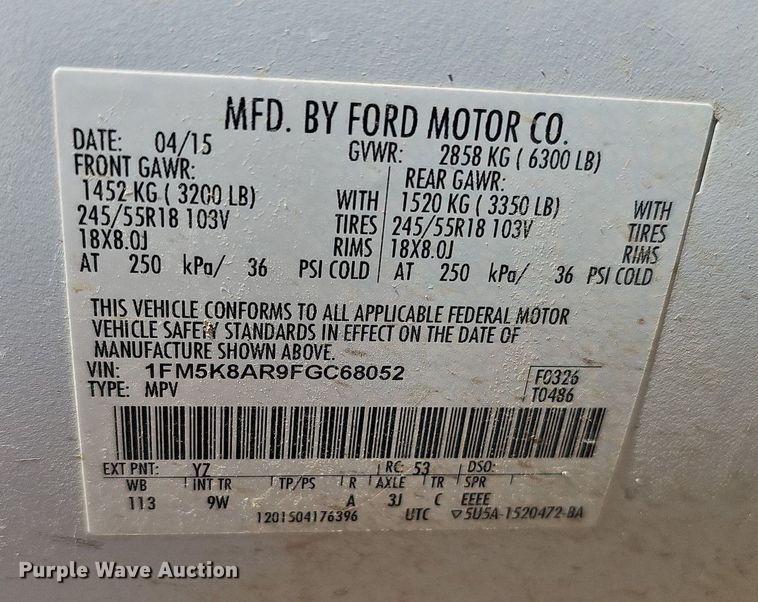 MFD. BY FORD MOTOR CO.
DATE: 04/15 GVWR: 2858 KG ( 6300 LB)
FRONT GAWR: REAR GAWR:
1452 KG ( 3200 LB) WITH 1520 KG ( 3350 LB) WITH
245/55R18 103V TIRES 245/55R18 103V TIRES
18X8.0J RIMS 18X8.0J RIMS
AT 250 kPa/ 36 PSI COLD AT 250 kPa/ 36 PSI COLD
THIS VEHICLE CONFORMS TO ALL APPLICABLE FEDERAL MOTOR
VEHICLE SAFETY STANDARDS IN EFFECT ON THE DATE OF
MANUFACTURE SHOWN ABOVE.
VIN: 1FM5K8AR9FGC68052 F0326
TYPE: MPV T0486
EXT PNT: YZ RC: 53 DSO:
WB INT TR TP/PS R AXLE TR SPR
113 9W A 3J C EEEE
1201504176396 UTC ▽5U5A-1520472-BA
Purple Wave Auction